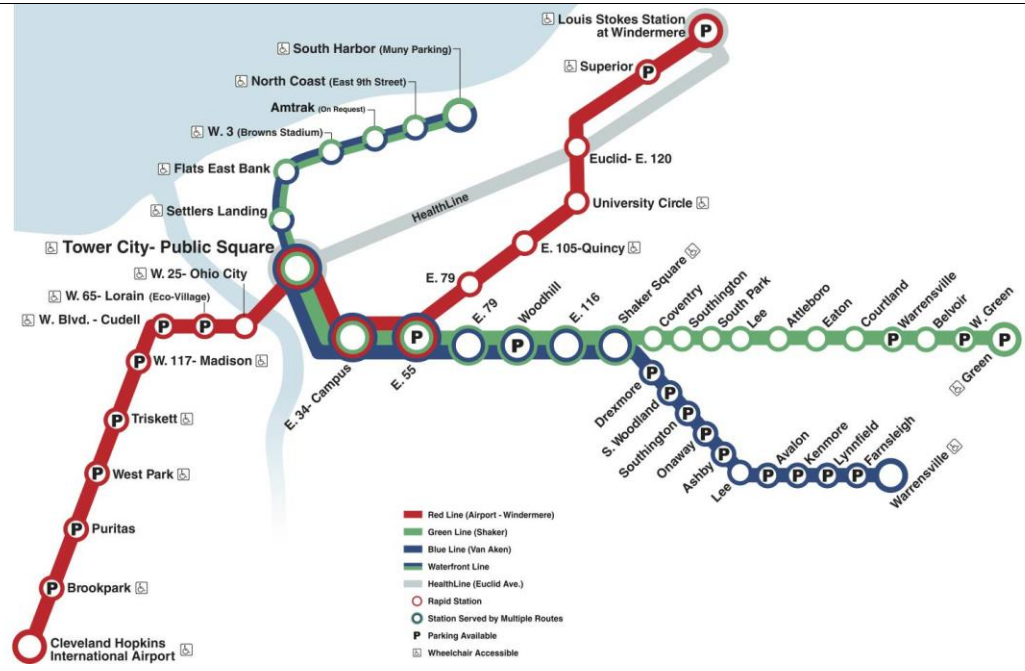 Louis Stokes Station
at Windermere
Superior P
P
South Harbor (Muny Parking)
North Coast (East 9th Street)
Amtrak (On Request)
W. 3 (Browns Stadium)
Flats East Bank
Settlers Landing
Euclid- E. 120
University Circle
HealthLine
Tower City- Public Square
E. 105-Quincy
W. 25- Ohio City
E. 79
W. 65- Lorain (Eco-Village)
W. Blvd. - Cudell
P P
W. 117- Madison P
Triskett P
West Park P
Puritas P
Brookpark P
Cleveland Hopkins
International Airport
E. 34- Campus
E. 55 P
E. 79
Woodhill P
E. 116
Shaker Square
Coventry
Southington
South Park
Lee
Attleboro
Eaton
Courtland
Warrensville P
Belvoir
W. Green P
Green P
Drexmore P
S. Woodland P
Southington P
Onaway P
Ashby P
Lee
Avalon P
Kenmore P
Lynnfield P
Farnsleigh P
Warrensville
Red Line (Airport - Windermere)
Green Line (Shaker)
Blue Line (Van Aken)
Waterfront Line
HealthLine (Euclid Ave.)
Rapid Station
Station Served by Multiple Routes
P Parking Available
Wheelchair Accessible